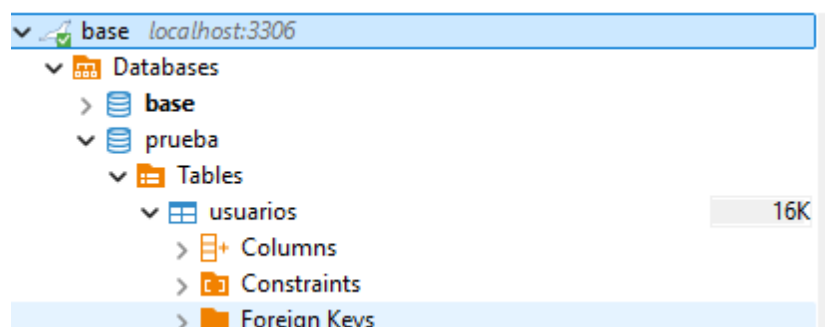 base localhost:3306
Databases
base
prueba
Tables
usuarios 16K
Columns
Constraints
Foreign Keys